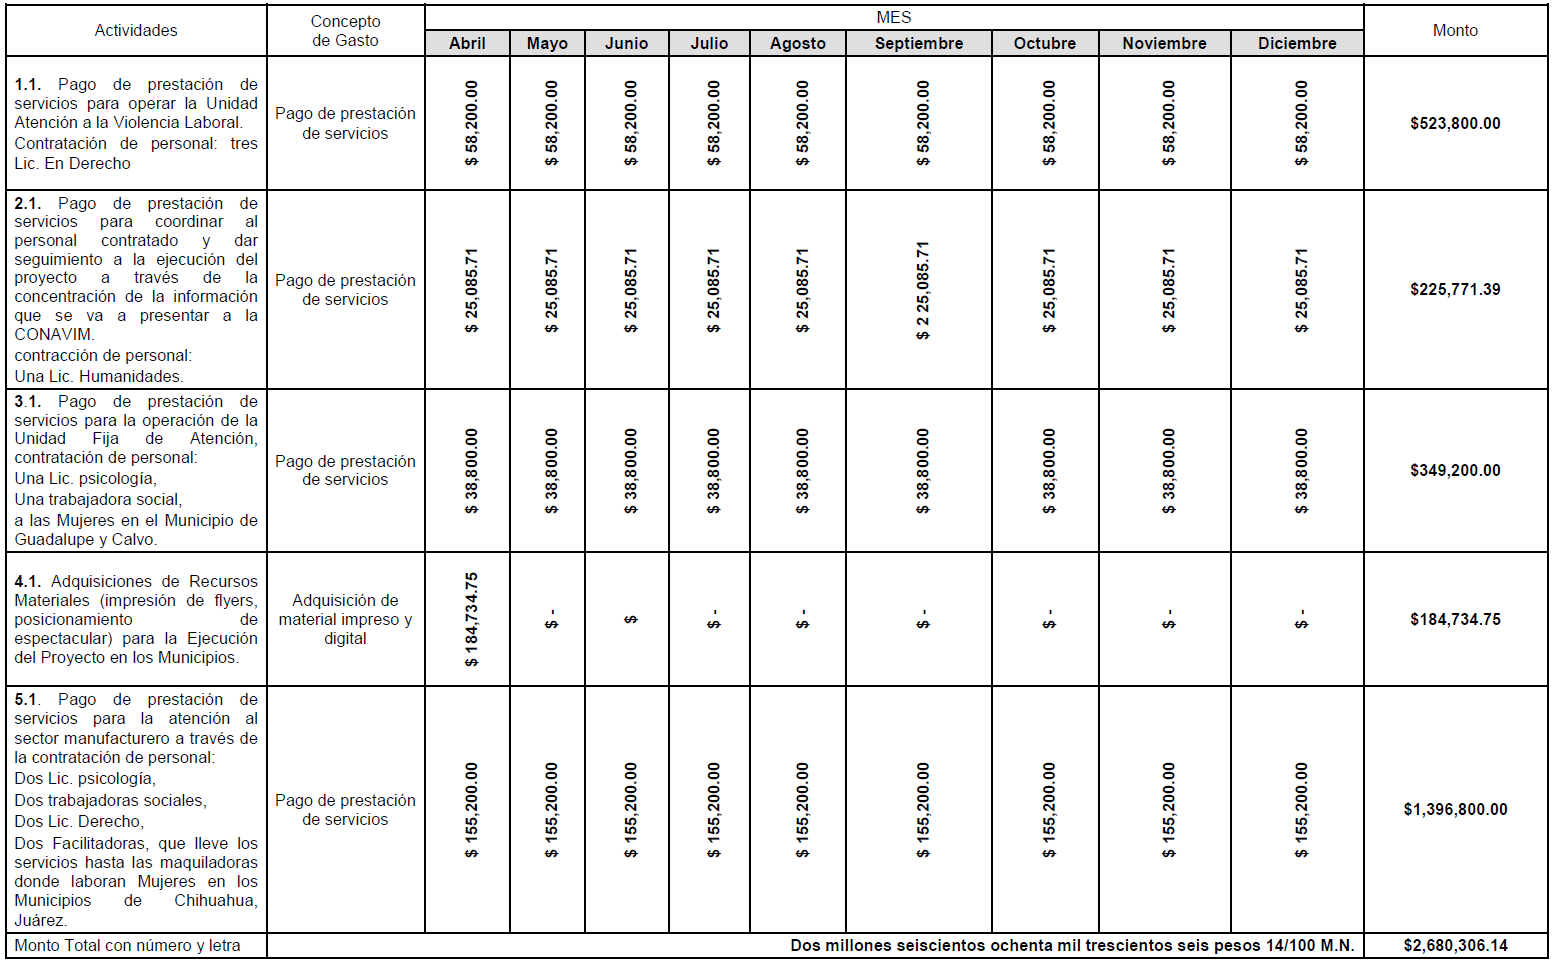 Actividades
Concepto
de Gasto
MES
Monto
Abril
Mayo
Junio
Julio
Agosto
Septiembre
Octubre
Noviembre
Diciembre
1.1. Pago de prestación de
servicios para operar la Unidad
Atención a la Violencia Laboral.
Contratación de personal: tres
Lic. En Derecho
Pago de prestación
de servicios
$ 58,200.00
$ 58,200.00
$ 58,200.00
$ 58,200.00
$ 58,200.00
$ 58,200.00
$ 58,200.00
$ 58,200.00
$ 58,200.00
$523,800.00
2.1. Pago de prestación de
servicios para coordinar al
personal contratado y dar
seguimiento a la ejecución del
proyecto a través de la
concentración de la información
que se va a presentar a la
CONAVIM.
contracción de personal:
Una Lic. Humanidades.
Pago de prestación
de servicios
$ 25,085.71
$ 25,085.71
$ 25,085.71
$ 25,085.71
$ 25,085.71
$ 2 25,085.71
$ 25,085.71
$ 25,085.71
$ 25,085.71
$225,771.39
3.1. Pago de prestación de
servicios para la operación de la
Unidad Fija de Atención,
contratación de personal:
Una Lic. psicología,
Una trabajadora social,
a las Mujeres en el Municipio de
Guadalupe y Calvo.
Pago de prestación
de servicios
$ 38,800.00
$ 38,800.00
$ 38,800.00
$ 38,800.00
$ 38,800.00
$ 38,800.00
$ 38,800.00
$ 38,800.00
$ 38,800.00
$349,200.00
4.1. Adquisiciones de Recursos
Materiales (impresión de flyers,
posicionamiento de
espectacular) para la Ejecución
del Proyecto en los Municipios.
Adquisición de
material impreso y
digital
$ 184,734.75
$ -
$
$ -
$ -
$ -
$ -
$ -
$ -
$184,734.75
5.1. Pago de prestación de
servicios para la atención al
sector manufacturero a través de
la contratación de personal:
Dos Lic. psicología,
Dos trabajadoras sociales,
Dos Lic. Derecho,
Dos Facilitadoras, que lleve los
servicios hasta las maquiladoras
donde laboran Mujeres en los
Municipios de Chihuahua,
Juárez.
Pago de prestación
de servicios
$ 155,200.00
$ 155,200.00
$ 155,200.00
$ 155,200.00
$ 155,200.00
$ 155,200.00
$ 155,200.00
$ 155,200.00
$ 155,200.00
$1,396,800.00
Monto Total con número y letra
Dos millones seiscientos ochenta mil trescientos seis pesos 14/100 M.N.
$2,680,306.14